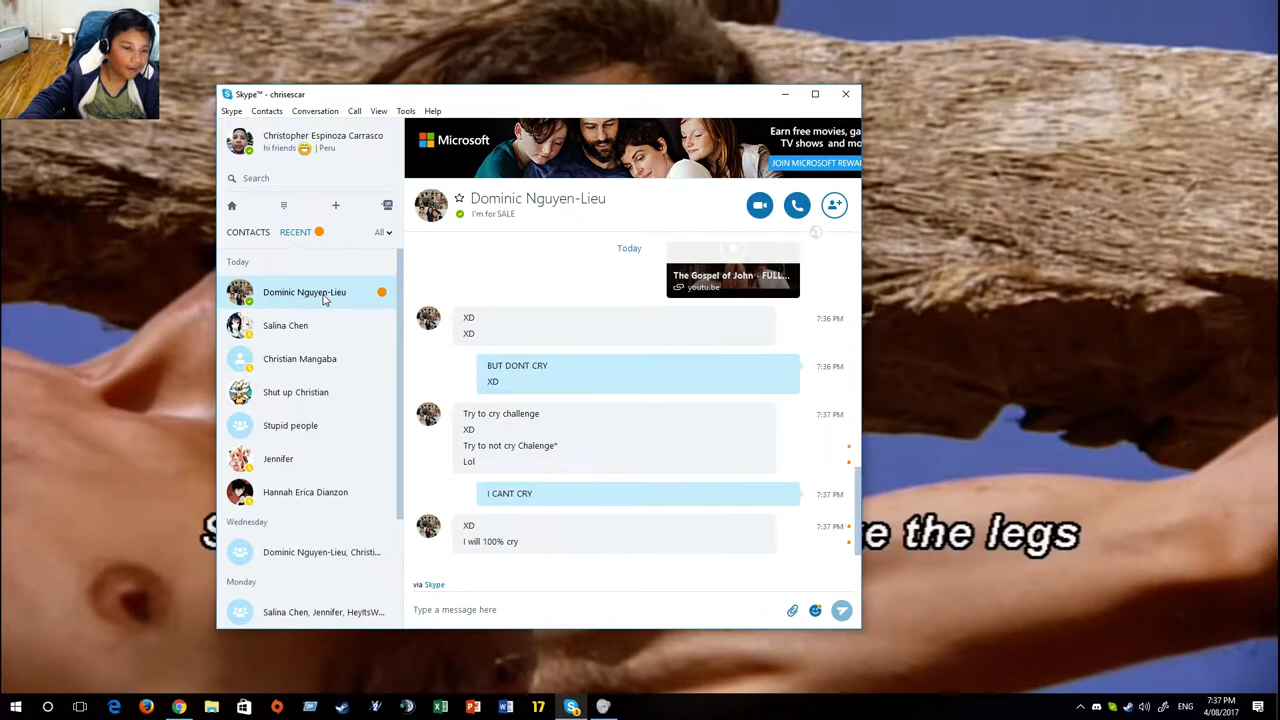 Skype™ - chrisescar
Skype Contacts Conversation Call View Tools Help
Christopher Espinoza Carrasco
hi friends | Peru
Search
CONTACTS RECENT All
Today
Dominic Nguyen-Lieu
Salina Chen
Christian Mangaba
Shut up Christian
Stupid people
Jennifer
Hannah Erica Dianzon
Wednesday
Dominic Nguyen-Lieu, Christi...
Monday
Salina Chen, Jennifer, HeyItsW...
Microsoft
Earn free movies, ga
TV shows and mo
JOIN MICROSOFT REWA
Dominic Nguyen-Lieu
I'm for SALE
Today
The Gospel of John - FULL...
youtu.be
XD 7:36 PM
XD
BUT DONT CRY 7:36 PM
XD
Try to cry challenge 7:37 PM
XD
Try to not cry Chalenge*
Lol
I CANT CRY 7:37 PM
XD 7:37 PM
I will 100% cry
via Skype
Type a message here
the legs
17
ENG
7:37 PM
4/08/2017